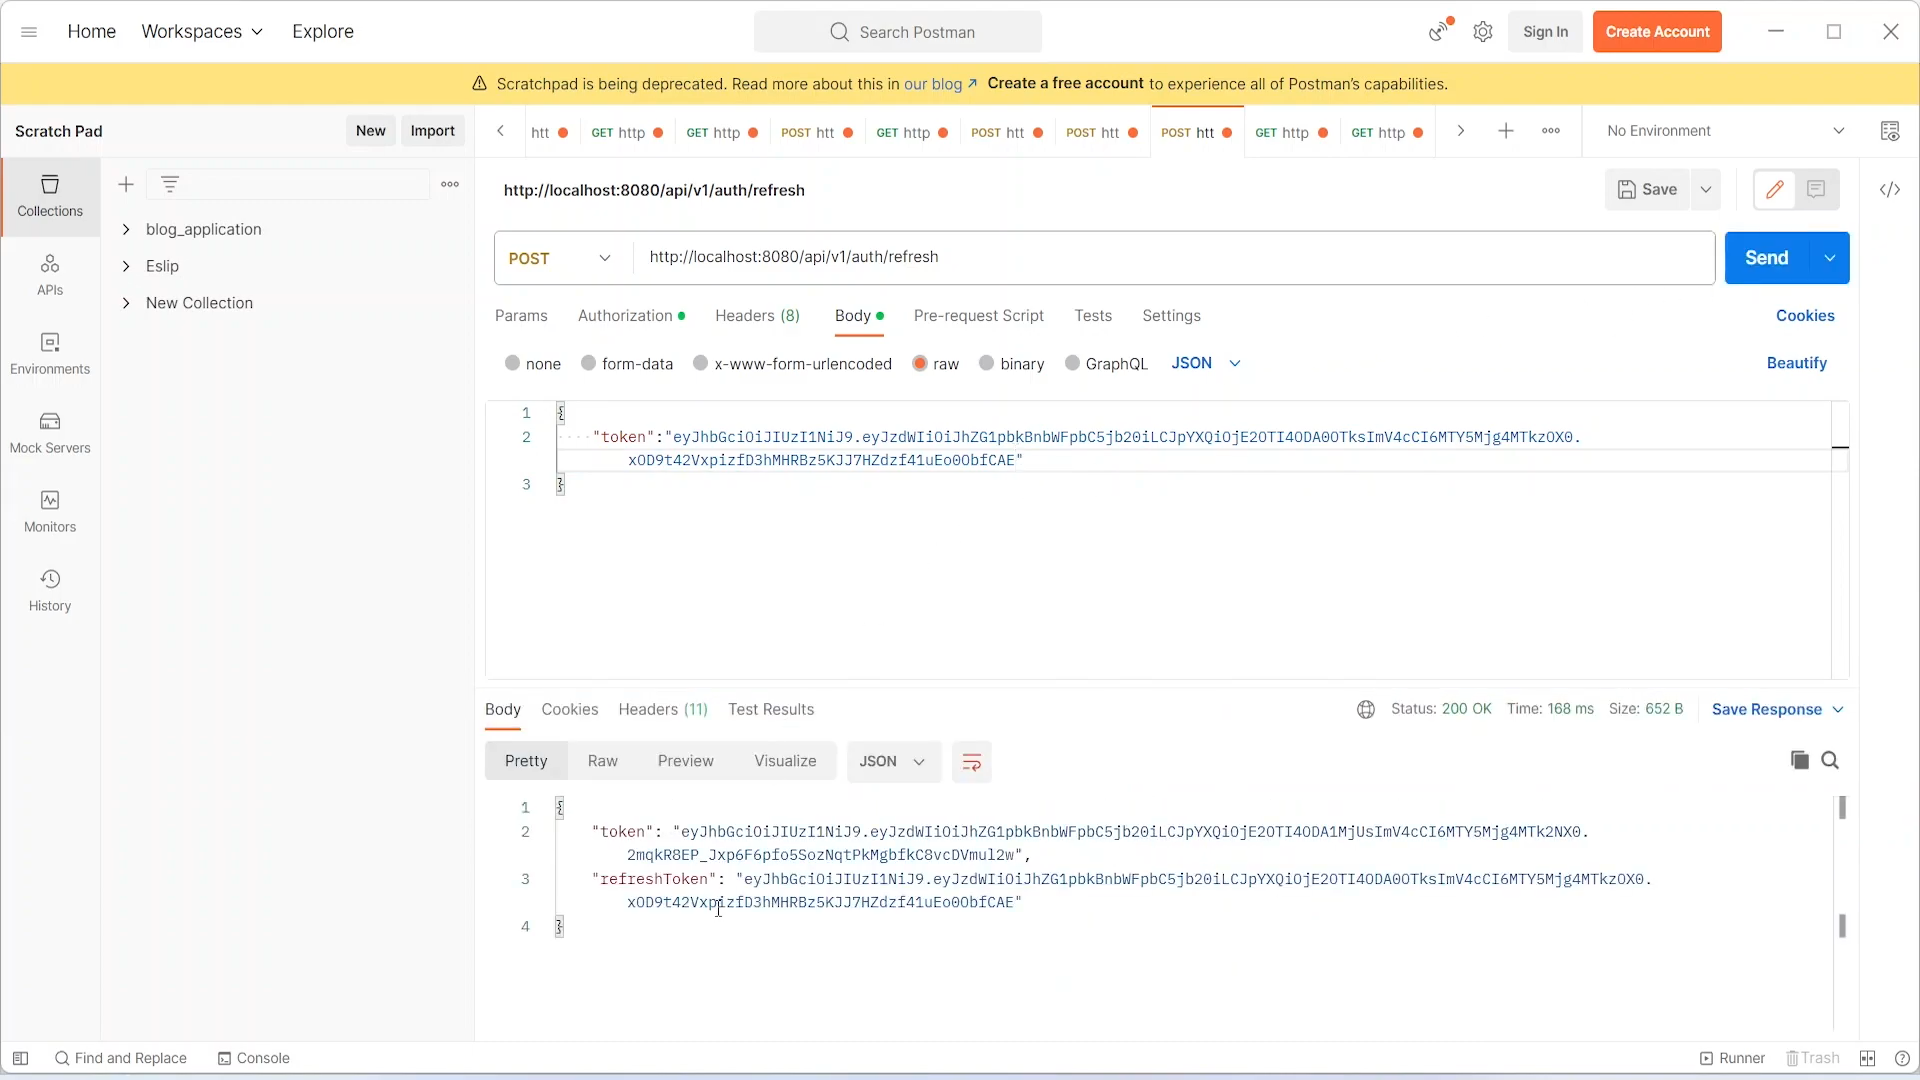 Home Workspaces Explore Search Postman Sign In Create Account
Scratchpad is being deprecated. Read more about this in our blog ↗ Create a free account to experience all of Postman's capabilities.
Scratch Pad New Import
htt GET http GET http POST htt GET http POST htt POST htt POST htt GET http GET http No Environment
Collections
APIs
Environments
Mock Servers
Monitors
History
blog_application
Eslip
New Collection
http://localhost:8080/api/v1/auth/refresh Save
POST http://localhost:8080/api/v1/auth/refresh Send
Params Authorization Headers (8) Body Pre-request Script Tests Settings Cookies
none form-data x-www-form-urlencoded raw binary GraphQL JSON Beautify
1 {
2 "token":"eyJhbGciOiJIUzI1NiJ9.eyJzdWIiOiJhZG1pbkBnbWFpbC5jb20iLCJpYXQiOjE2OTI4ODA0OTksImV4cCI6MTY5Mjg4MTkzOX0.
xOD9t42VxpizfD3hMHRBz5KJJ7HZdzf41uEo0ObfCAE"
3 }
Body Cookies Headers (11) Test Results Status: 200 OK Time: 168 ms Size: 652 B Save Response
Pretty Raw Preview Visualize JSON
1 {
2 "token": "eyJhbGciOiJIUzI1NiJ9.eyJzdWIiOiJhZG1pbkBnbWFpbC5jb20iLCJpYXQiOjE2OTI4ODA1MjUsImV4cCI6MTY5Mjg4MTk2NX0.
2mqkR8EP_Jxp6F6pfo5SozNqtPkMgbfkC8vcDVmul2w",
3 "refreshToken": "eyJhbGciOiJIUzI1NiJ9.eyJzdWIiOiJhZG1pbkBnbWFpbC5jb20iLCJpYXQiOjE2OTI4ODA0OTksImV4cCI6MTY5Mjg4MTkzOX0.
xOD9t42VxpizfD3hMHRBz5KJJ7HZdzf41uEo0ObfCAE"
4 }
Find and Replace Console Runner Trash